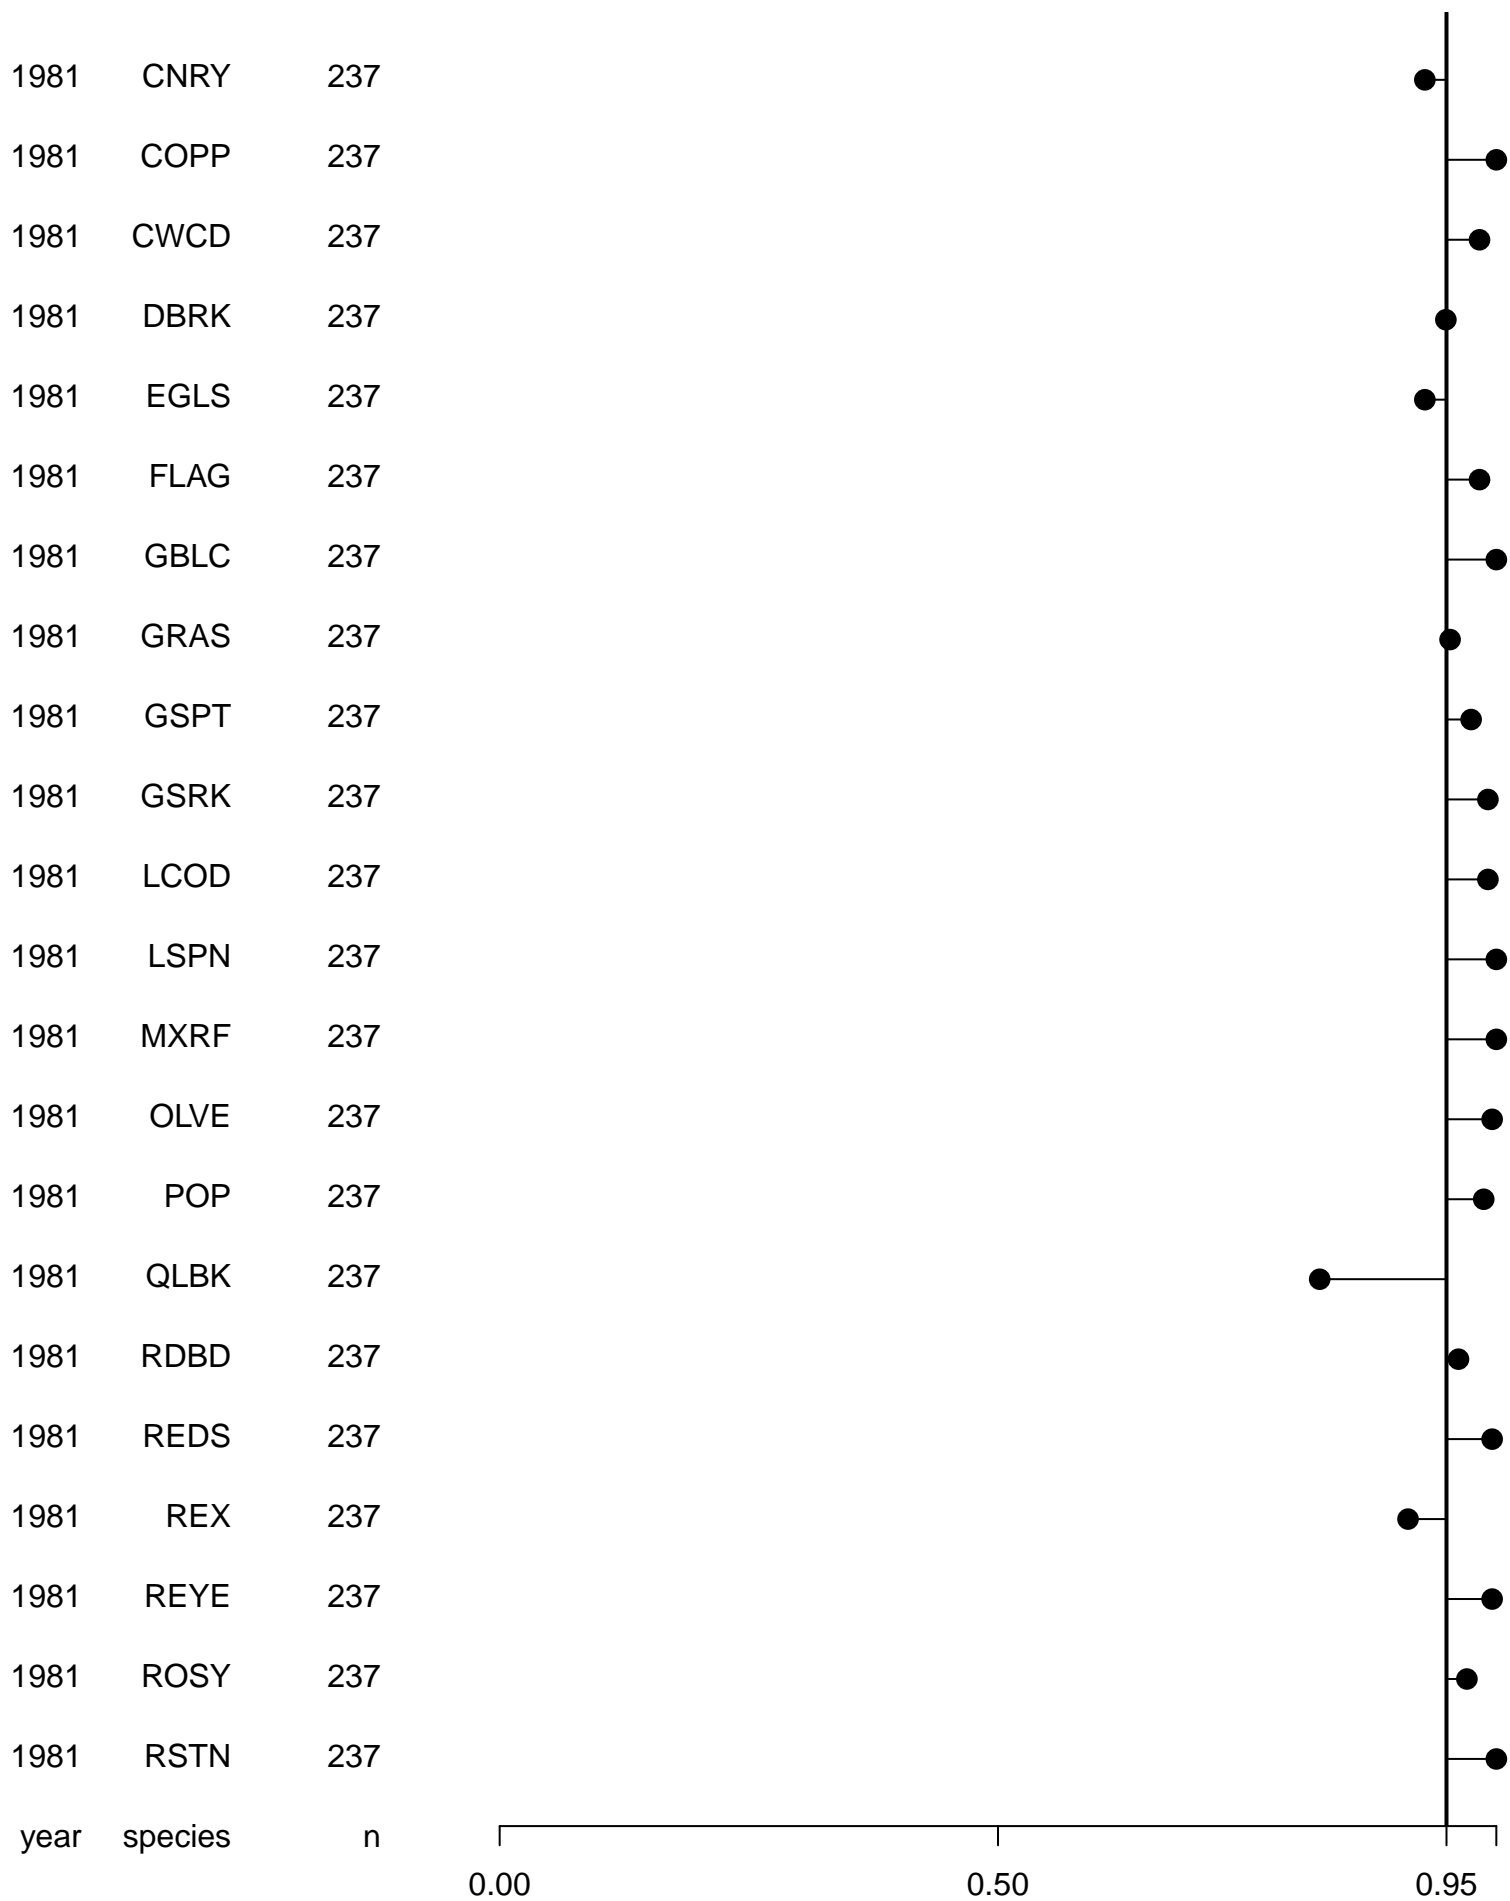 1981 CNRY 237
1981 COPP 237
1981 CWCD 237
1981 DBRK 237
1981 EGLS 237
1981 FLAG 237
1981 GBLC 237
1981 GRAS 237
1981 GSPT 237
1981 GSRK 237
1981 LCOD 237
1981 LSPN 237
1981 MXRF 237
1981 OLVE 237
1981 POP 237
1981 QLBK 237
1981 RDBD 237
1981 REDS 237
1981 REX 237
1981 REYE 237
1981 ROSY 237
1981 RSTN 237
year species n
0.00 0.50 0.95